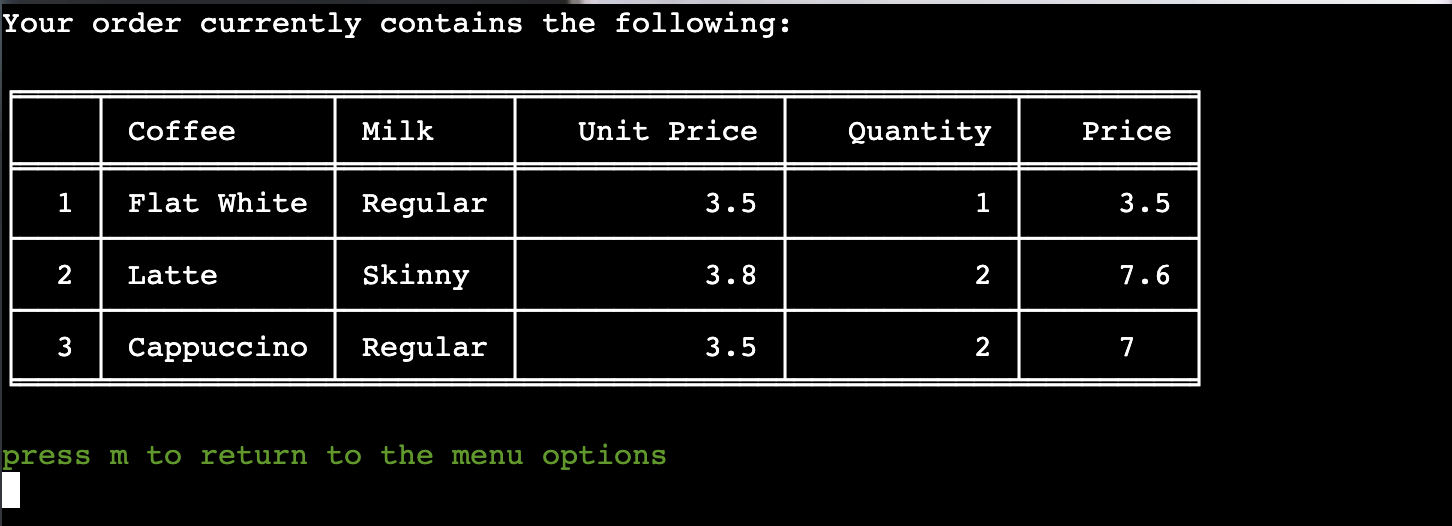 Your order currently contains the following:
Coffee Milk Unit Price Quantity Price
1 Flat White Regular 3.5 1 3.5
2 Latte Skinny 3.8 2 7.6
3 Cappuccino Regular 3.5 2 7
press m to return to the menu options